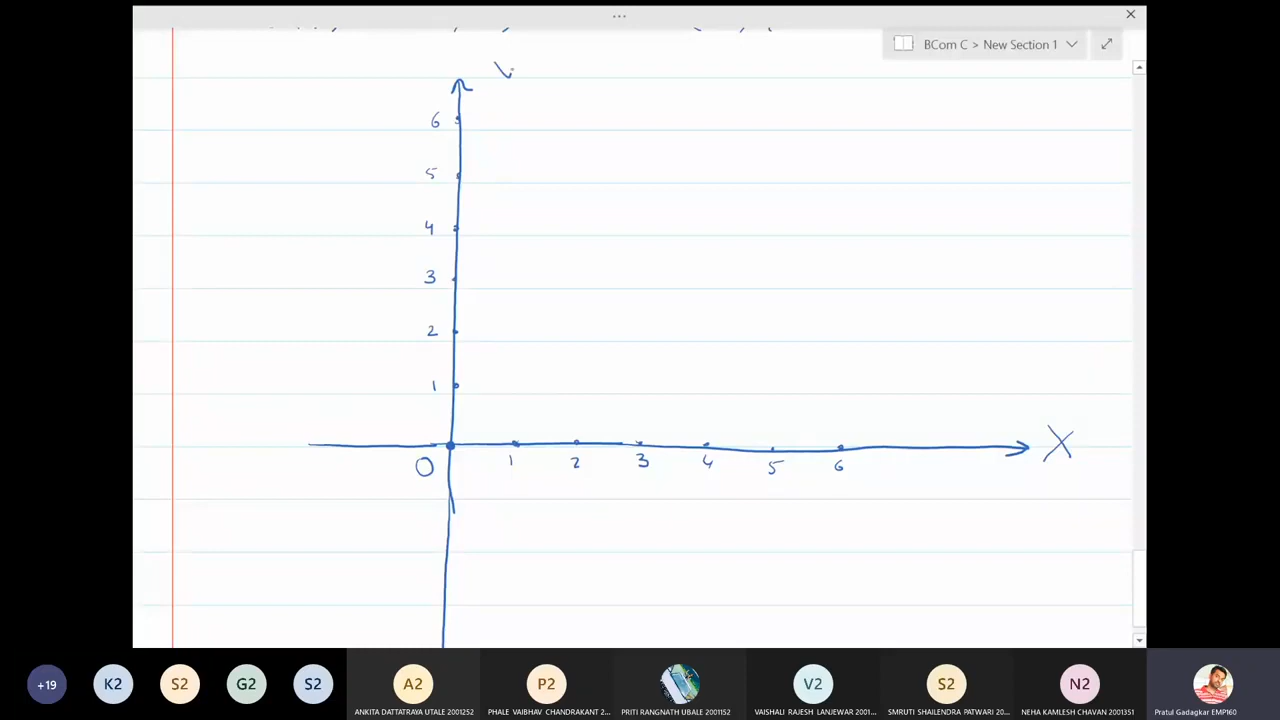 BCom C > New Section 1
6
5
4
3
2
1
X
O 1 2 3 4 5 6
+19 K2 S2 G2 S2 A2 P2 V2 S2 N2
ANKITA DATTATRAYA UTALE 2001252 PHALE VAIBHAV CHANDRAKANT 2... PRITI RANGNATH UBALE 2001152 VAISHALI RAJESH LANJEWAR 2001... SMRUTI SHAILENDRA PATWARI 20... NEHA KAMLESH CHAVAN 2001351 Pratul Gadagkar EMP160